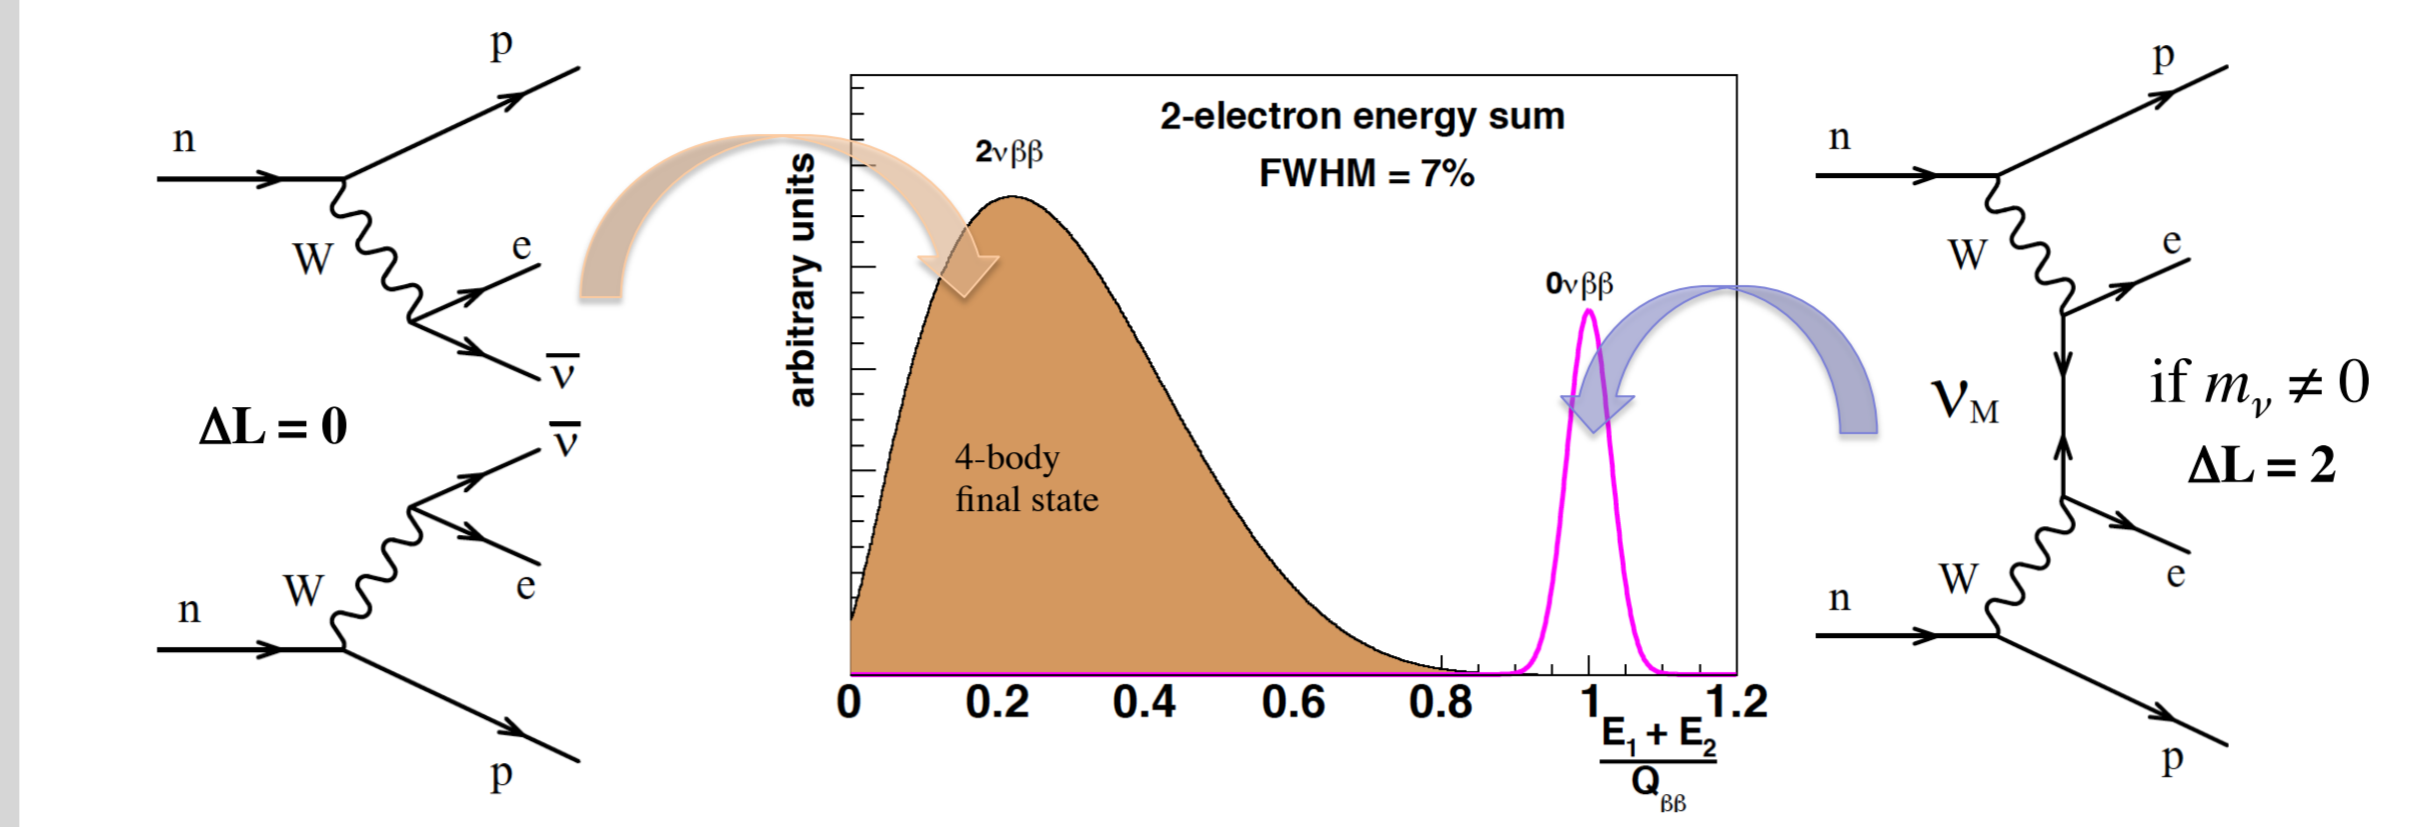 p
n
W
e
ν̅
ΔL = 0
ν̅
W
e
n
p
2-electron energy sum
FWHM = 7%
2νββ
0νββ
arbitrary units
4-body
final state
0 0.2 0.4 0.6 0.8 1 1.2
E₁ + E₂
Qββ
p
n
W
e
νM
if mν ≠ 0
ΔL = 2
W
e
n
p